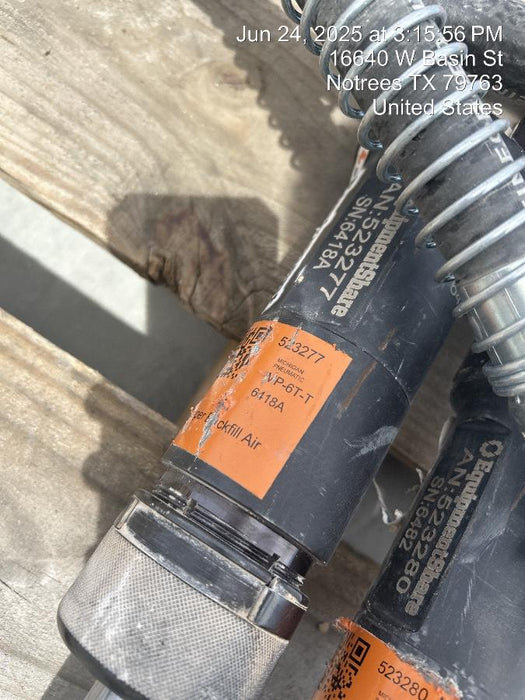 Jun 24, 2025 at 3:15:56 PM
16640 W Basin St
Notrees TX 79763
United States
EquipmentShare
AN:523277
SN:6418A
523277
MICHIGAN
PNEUMATIC
VP-6T-T
6418A
Backfill Air
EquipmentShare
AN:523280
SN:6482
523280